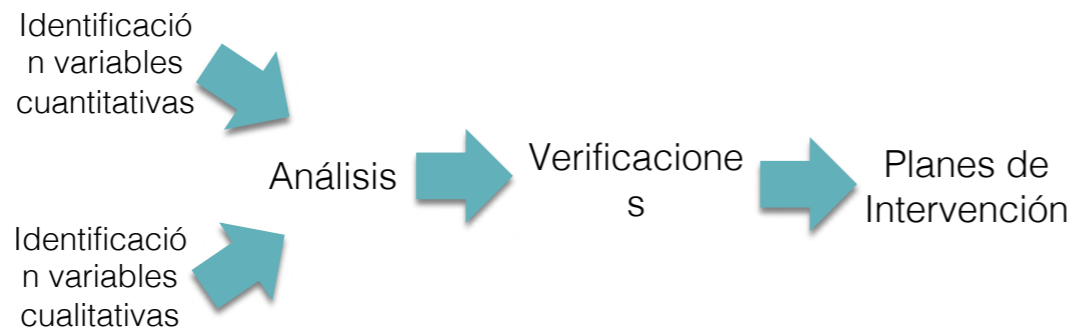 Identificació
n variables
cuantitativas
Análisis
Verificacione
s
Planes de
Intervención
Identificació
n variables
cualitativas